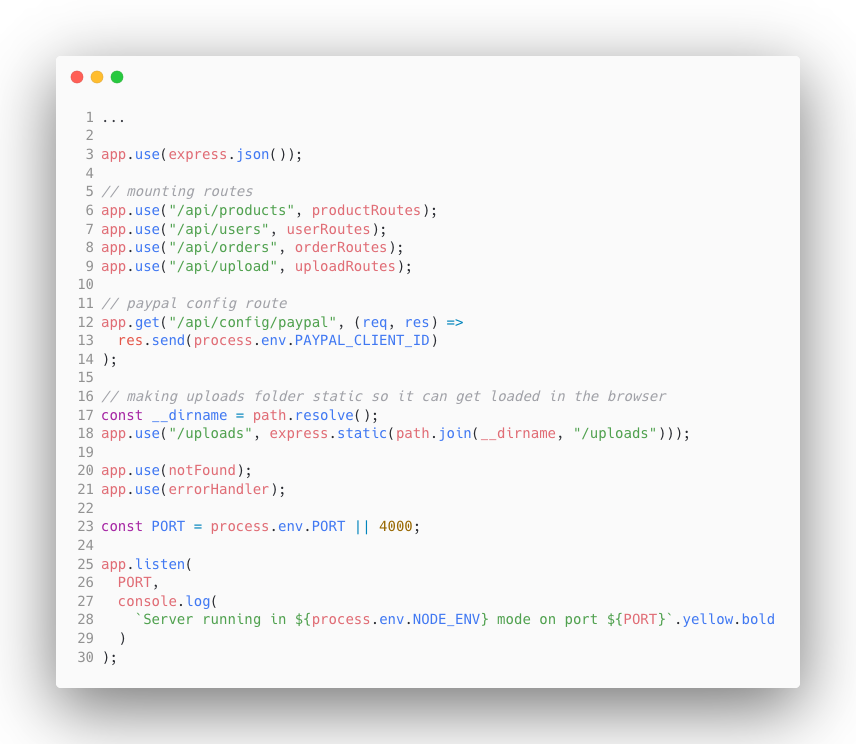 1 ...
2
3 app.use(express.json());
4
5 // mounting routes
6 app.use("/api/products", productRoutes);
7 app.use("/api/users", userRoutes);
8 app.use("/api/orders", orderRoutes);
9 app.use("/api/upload", uploadRoutes);
10
11 // paypal config route
12 app.get("/api/config/paypal", (req, res) =>
13   res.send(process.env.PAYPAL_CLIENT_ID)
14 );
15
16 // making uploads folder static so it can get loaded in the browser
17 const __dirname = path.resolve();
18 app.use("/uploads", express.static(path.join(__dirname, "/uploads")));
19
20 app.use(notFound);
21 app.use(errorHandler);
22
23 const PORT = process.env.PORT || 4000;
24
25 app.listen(
26   PORT,
27   console.log(
28     `Server running in ${process.env.NODE_ENV} mode on port ${PORT}`.yellow.bold
29   )
30 );